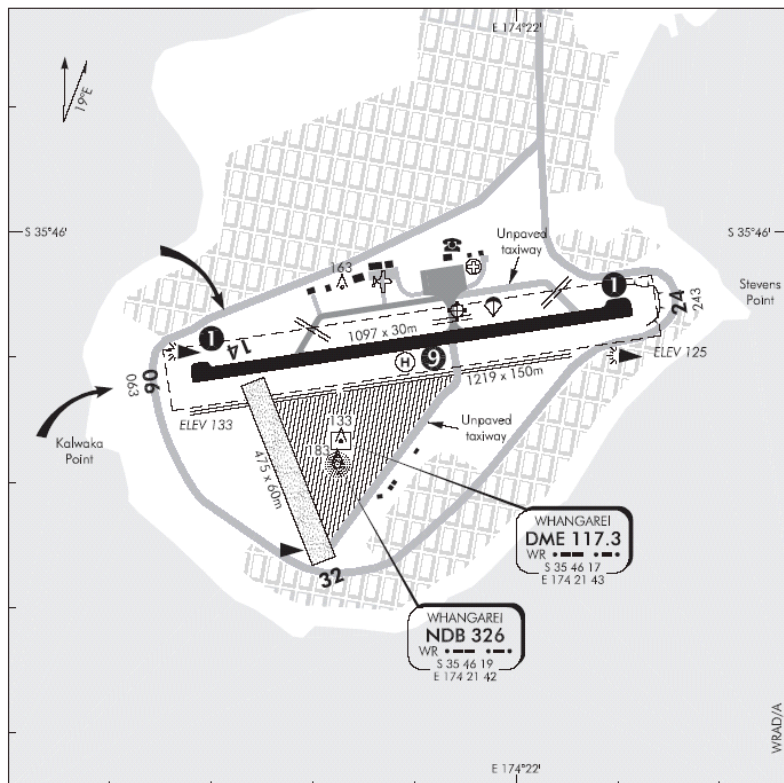 E 174°22'
19°E
S 35°46'
S 35°46'
Unpaved
taxiway
163
1
1
Stevens
Point
24
243
14
1097 x 30m
H
9
06
063
1219 x 150m
ELEV 125
ELEV 133
Kalwaka
Point
Unpaved
taxiway
133
183
475 x 60m
32
WHANGAREI
DME 117.3
WR
S 35 46 17
E 174 21 43
WHANGAREI
NDB 326
WR
S 35 46 19
E 174 21 42
WRAD/A
E 174°22'